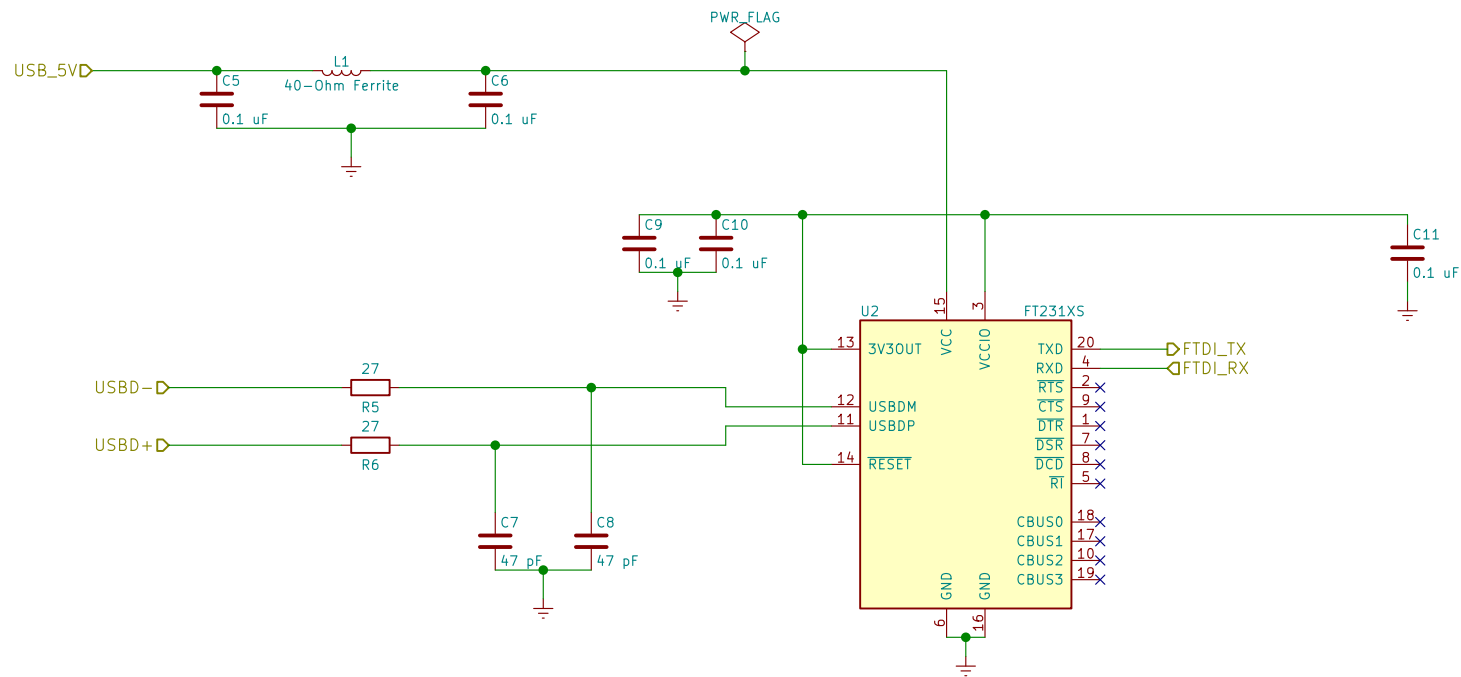 PWR_FLAG
USB_5V
L1
40-Ohm Ferrite
C5
0.1 uF
C6
0.1 uF
C9
0.1 uF
C10
0.1 uF
C11
0.1 uF
U2
FT231XS
15
VCC
3
VCCIO
13
3V3OUT
12
USBDM
11
USBDP
14
RESET
TXD
20
FTDI_TX
RXD
4
FTDI_RX
RTS
2
CTS
9
DTR
1
DSR
7
DCD
8
RI
5
CBUS0
18
CBUS1
17
CBUS2
10
CBUS3
19
GND
6
GND
16
USBD-
27
R5
USBD+
27
R6
C7
47 pF
C8
47 pF